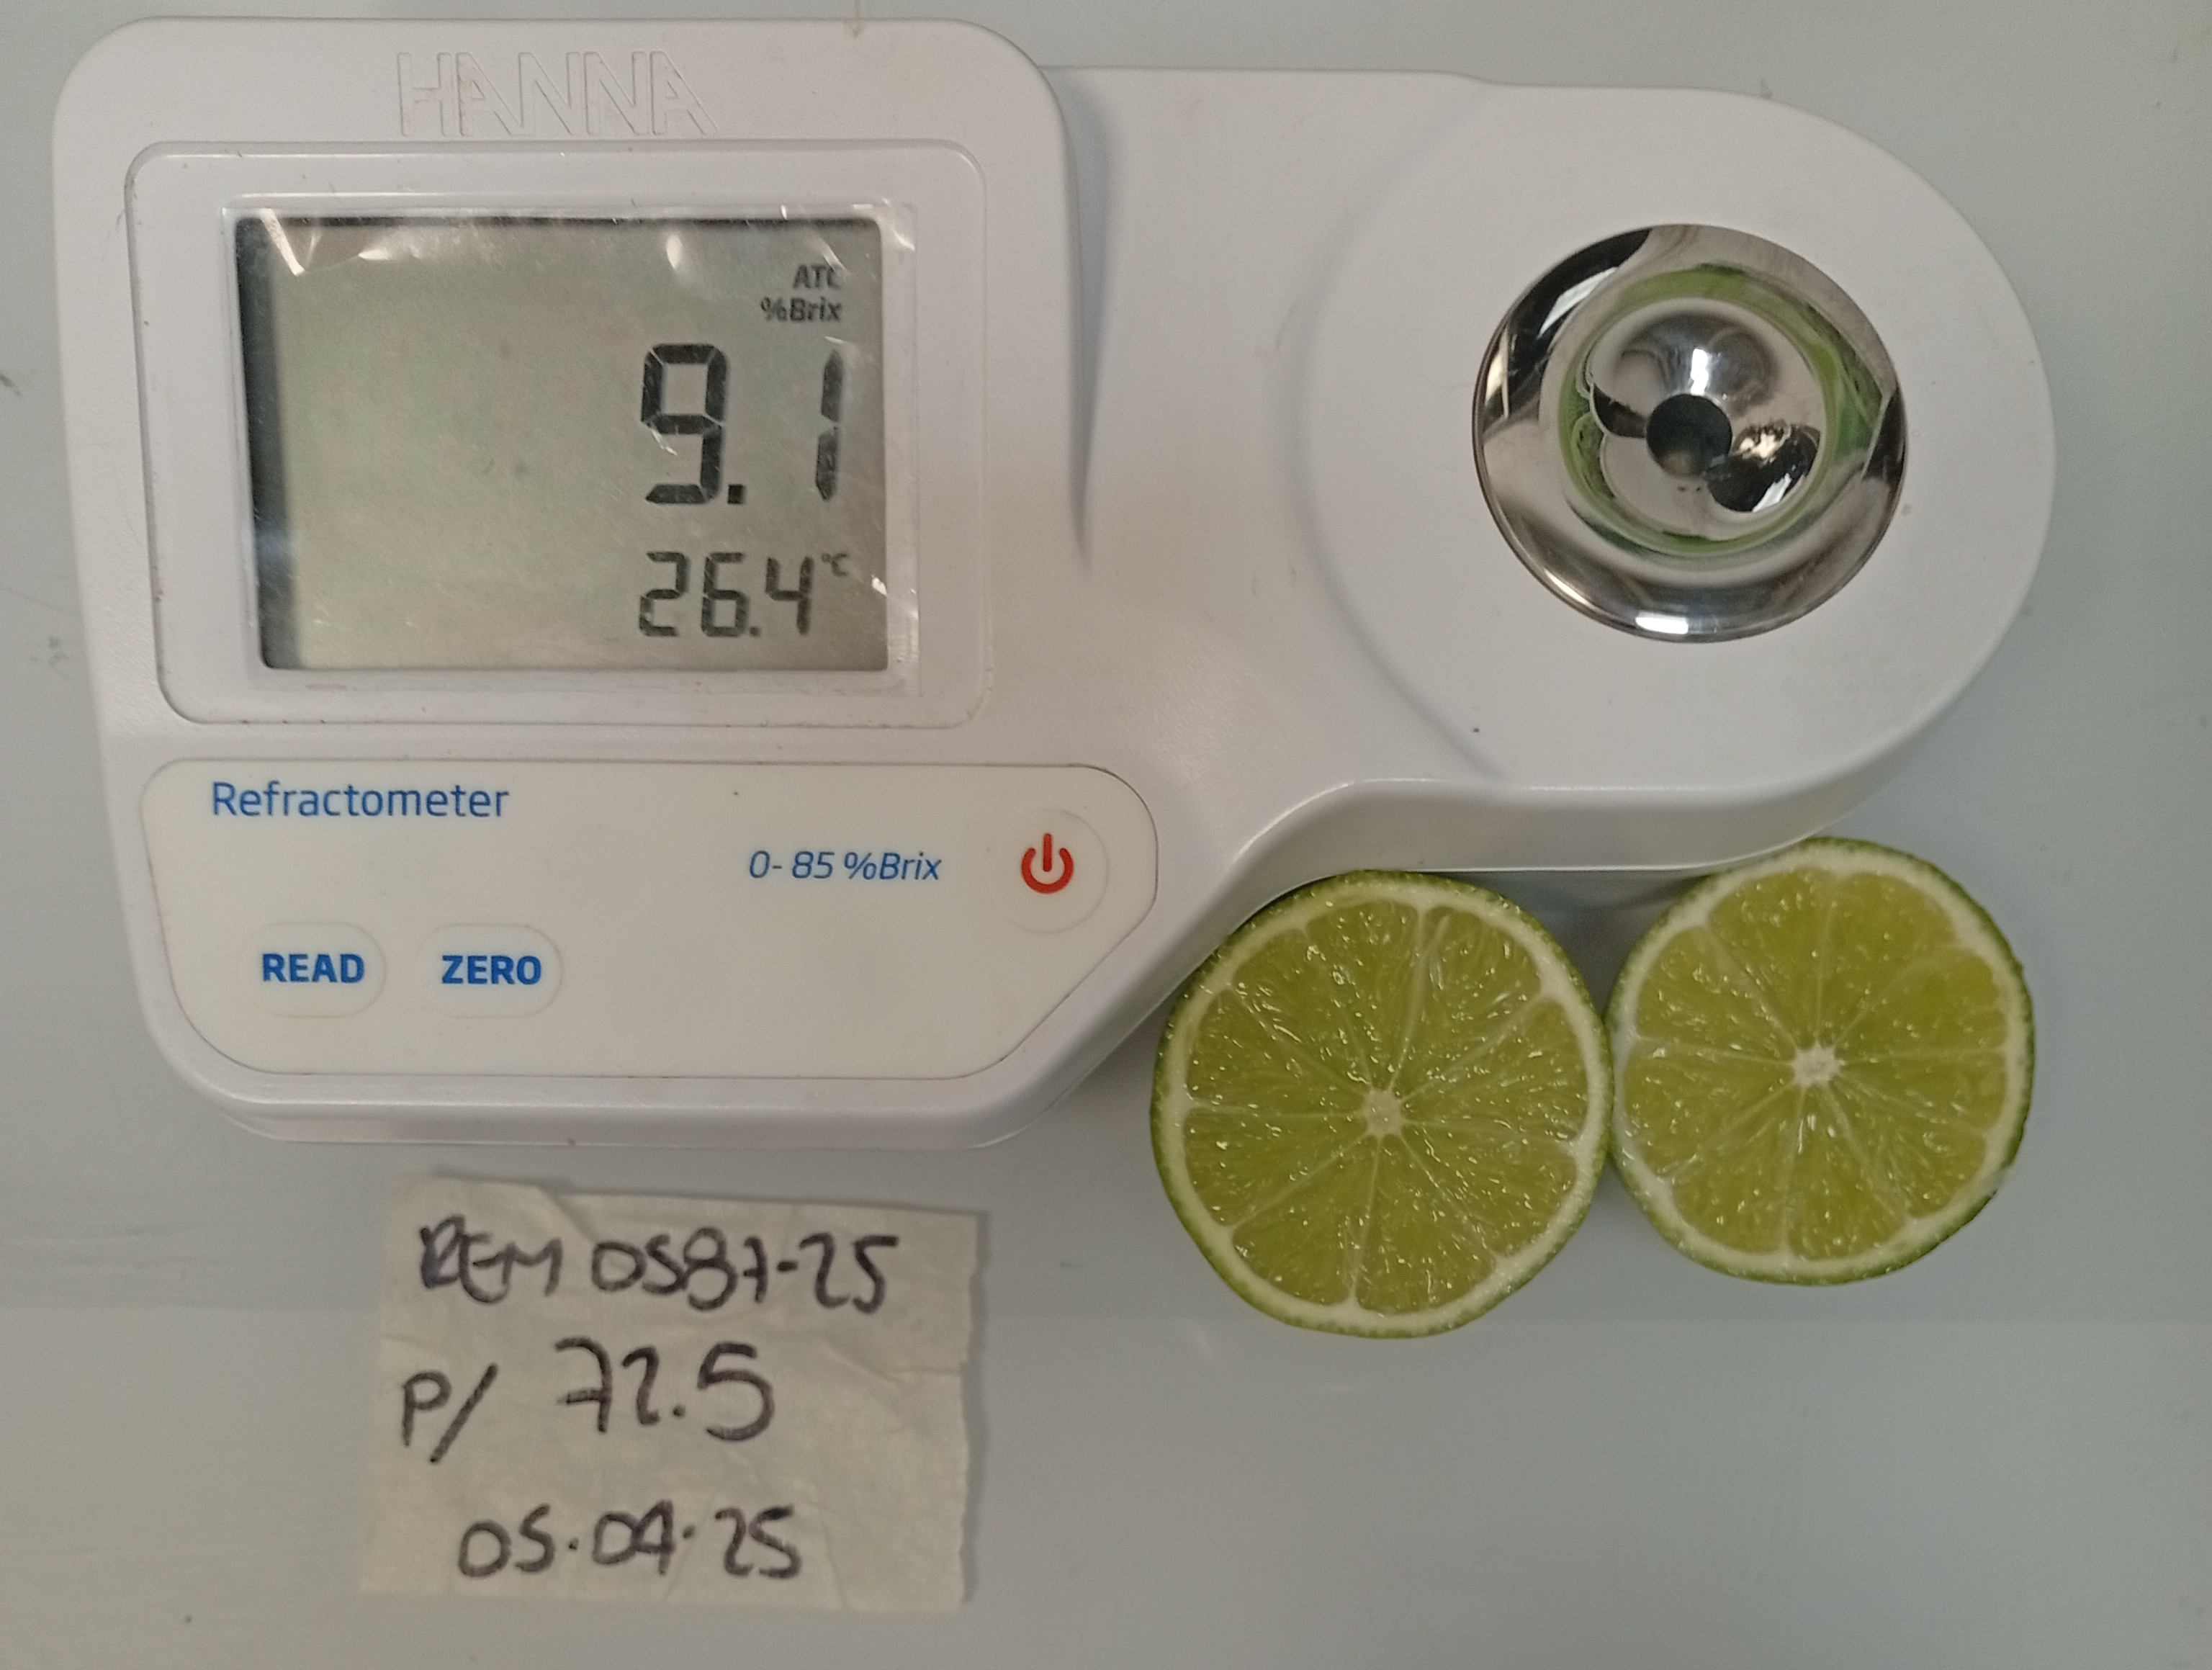 HANNA
ATC
%Brix
9.1
26.4 °C
Refractometer
0-85 %Brix
READ ZERO
REM 0587-25
P/ 72.5
05.04.25